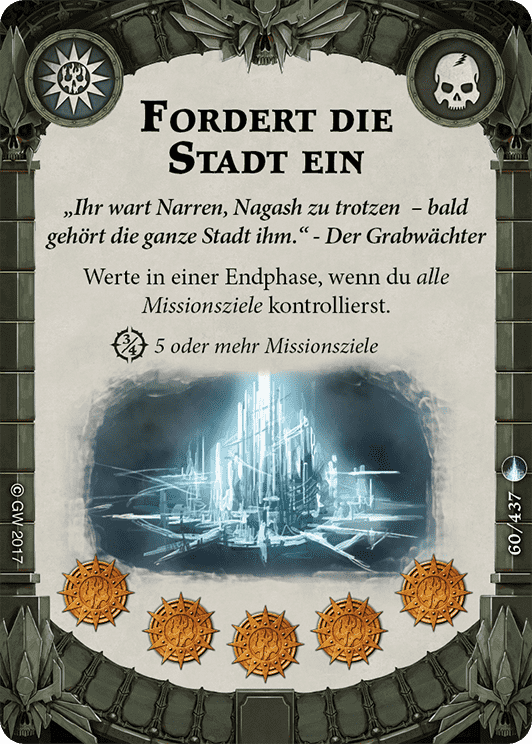 Fordert die
Stadt ein
„Ihr wart Narren, Nagash zu trotzen – bald
gehört die ganze Stadt ihm.“ - Der Grabwächter
Werte in einer Endphase, wenn du alle
Missionsziele kontrollierst.
3/4 5 oder mehr Missionsziele
© GW 2017
60/437